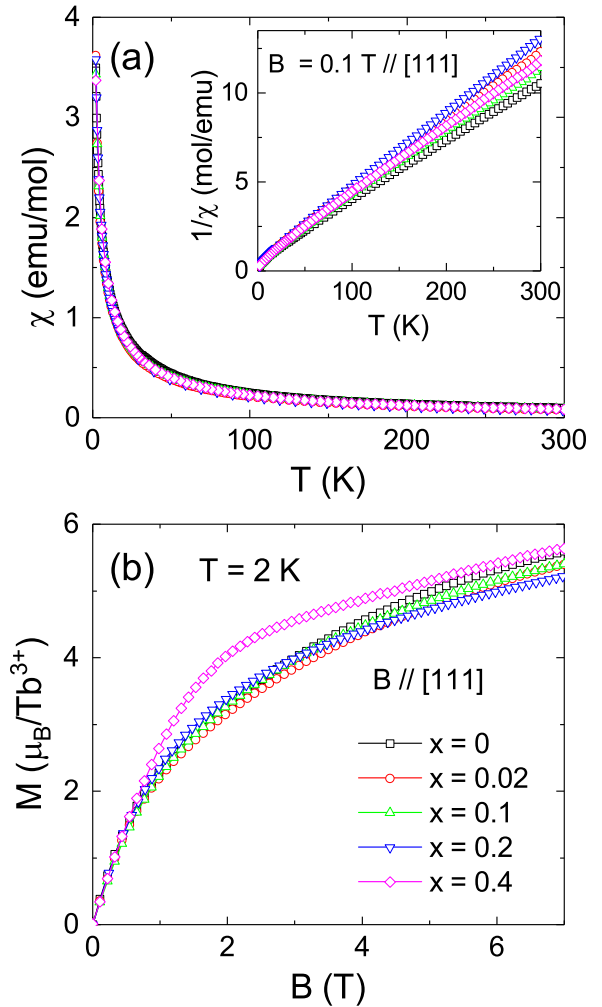 (a)
B = 0.1 T // [111]
χ (emu/mol)
4
3
2
1
0
0 100 200 300
T (K)
1/χ (mol/emu)
10
5
0
0 100 200 300
T (K)
(b)
T = 2 K
M (μB/Tb3+)
6
4
2
0
B // [111]
x = 0
x = 0.02
x = 0.1
x = 0.2
x = 0.4
0 2 4 6
B (T)